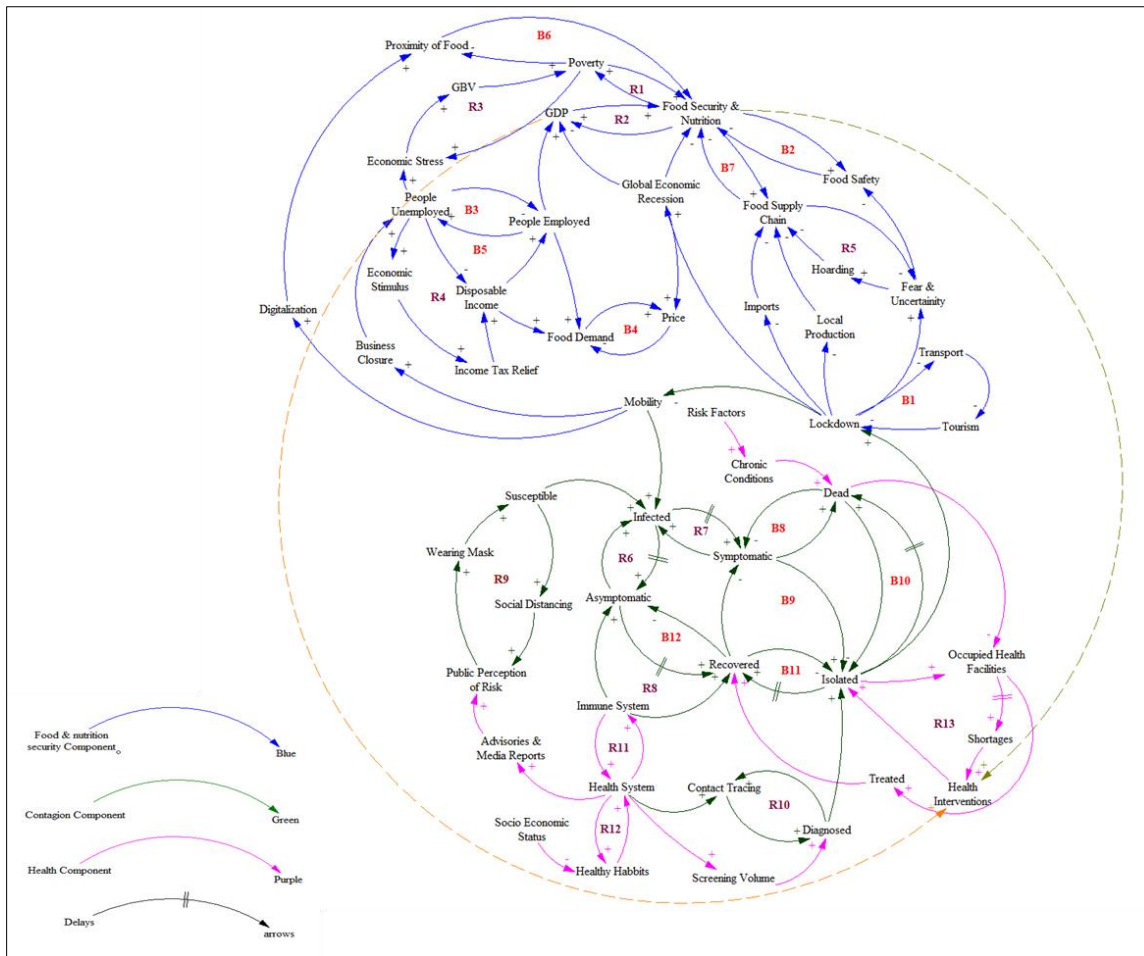 B6
Proximity of Food
Poverty
GBV
R1
R3
GDP
R2
Food Security &
Nutrition
B2
B7
Economic Stress
Food Safety
People
Unemployed
B3
People Employed
Global Economic
Recession
Food Supply
Chain
B5
R5
Economic
Stimulus
R4
Disposable
Income
Hoarding
Fear &
Uncertainity
Digitalization
Imports
Local
Production
Price
B4
Food Demand
Business
Closure
Income Tax Relief
Transport
B1
Mobility
Risk Factors
Lockdown
Tourism
Chronic
Conditions
Susceptible
Dead
Infected
R7
B8
Wearing Mask
R6
Symptomatic
R9
B10
Social Distancing
Asymptomatic
B9
B12
Public Perception
of Risk
Recovered
B11
Isolated
Occupied Health
Facilities
R8
Immune System
R13
Food & nutrition
security Component
Blue
Advisories &
Media Reports
R11
Shortages
Health System
Contact Tracing
Treated
Health
Interventions
Contagion Component
Green
R10
Socio Economic
Status
R12
Diagnosed
Healthy Habbits
Screening Volume
Health Component
Purple
Delays
arrows